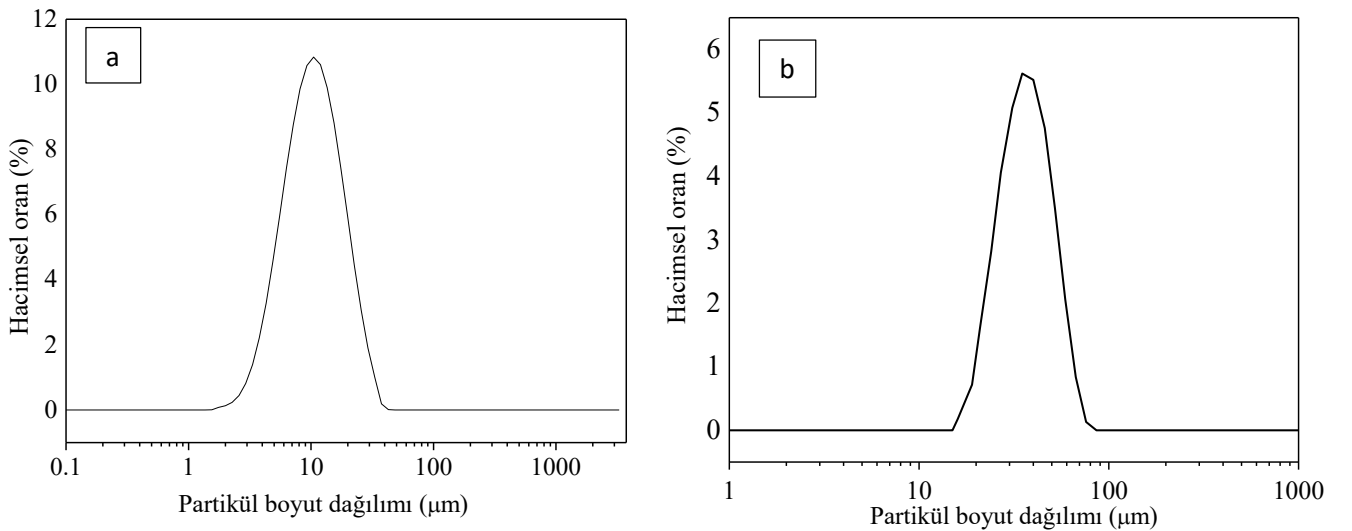 a
12
10
8
6
4
2
0
Hacimsel oran (%)
0.1 1 10 100 1000
Partikül boyut dağılımı (μm)
b
6
5
4
3
2
1
0
Hacimsel oran (%)
1 10 100 1000
Partikül boyut dağılımı (μm)